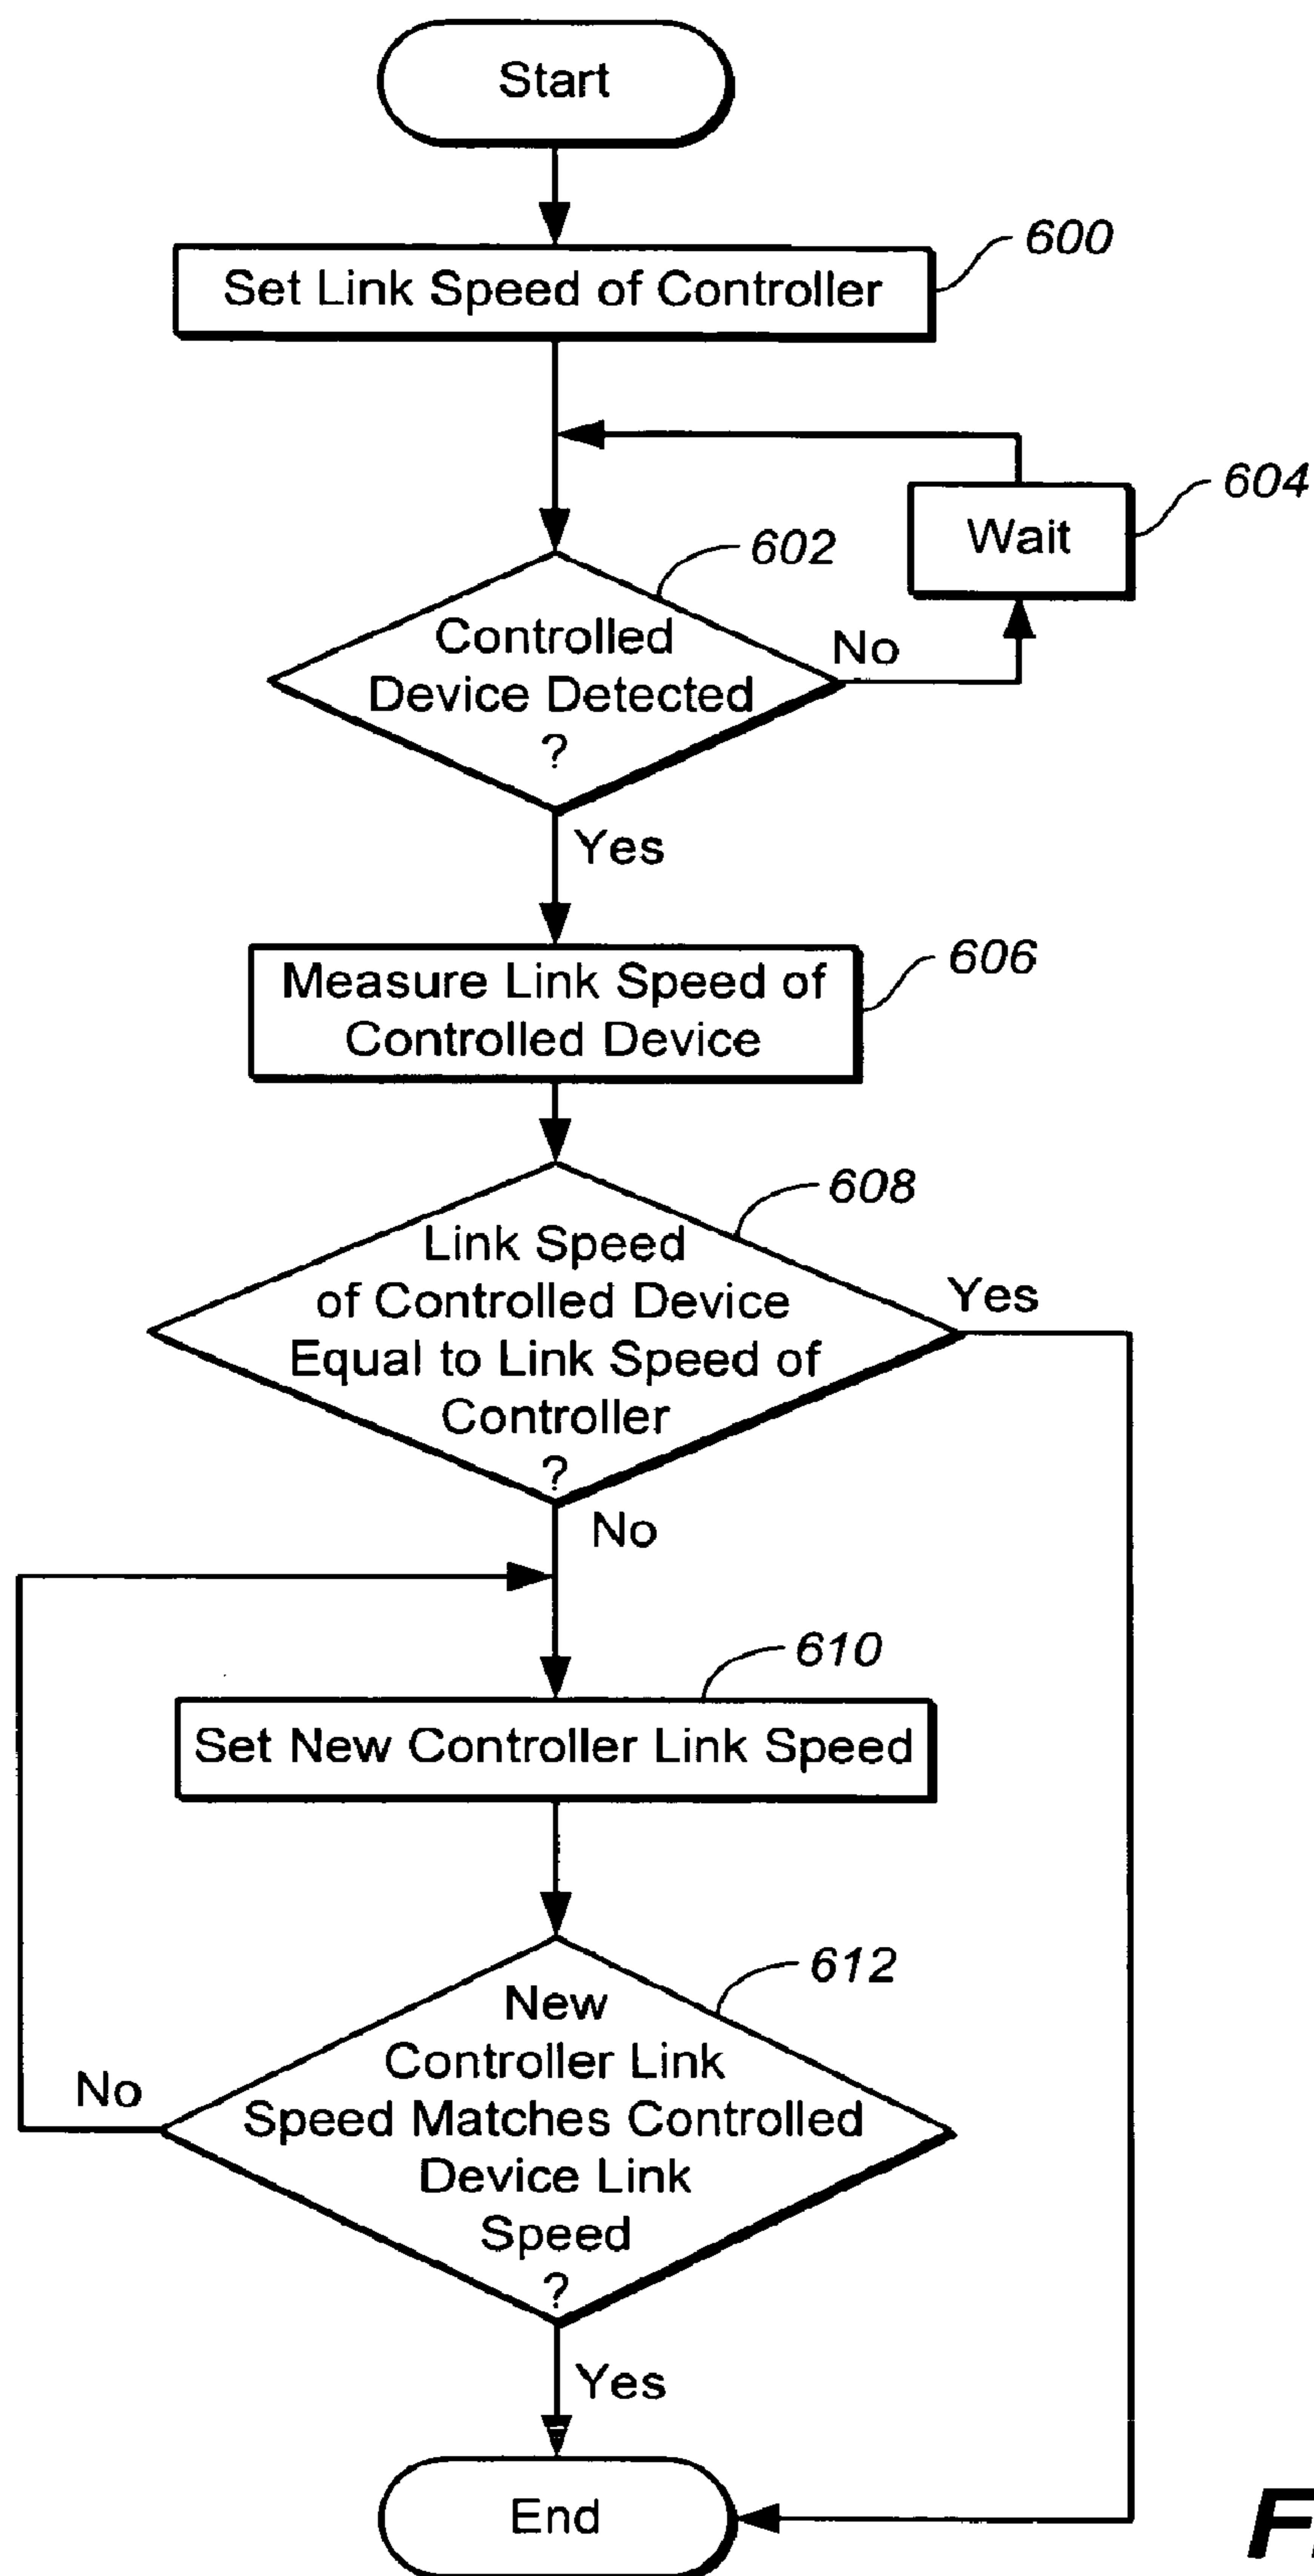 Start
600
Set Link Speed of Controller
604
Wait
602
Controlled
Device Detected
?
No
Yes
606
Measure Link Speed of
Controlled Device
608
Link Speed
of Controlled Device
Equal to Link Speed of
Controller
?
Yes
No
610
Set New Controller Link Speed
612
New
Controller Link
Speed Matches Controlled
Device Link
Speed
?
No
Yes
End